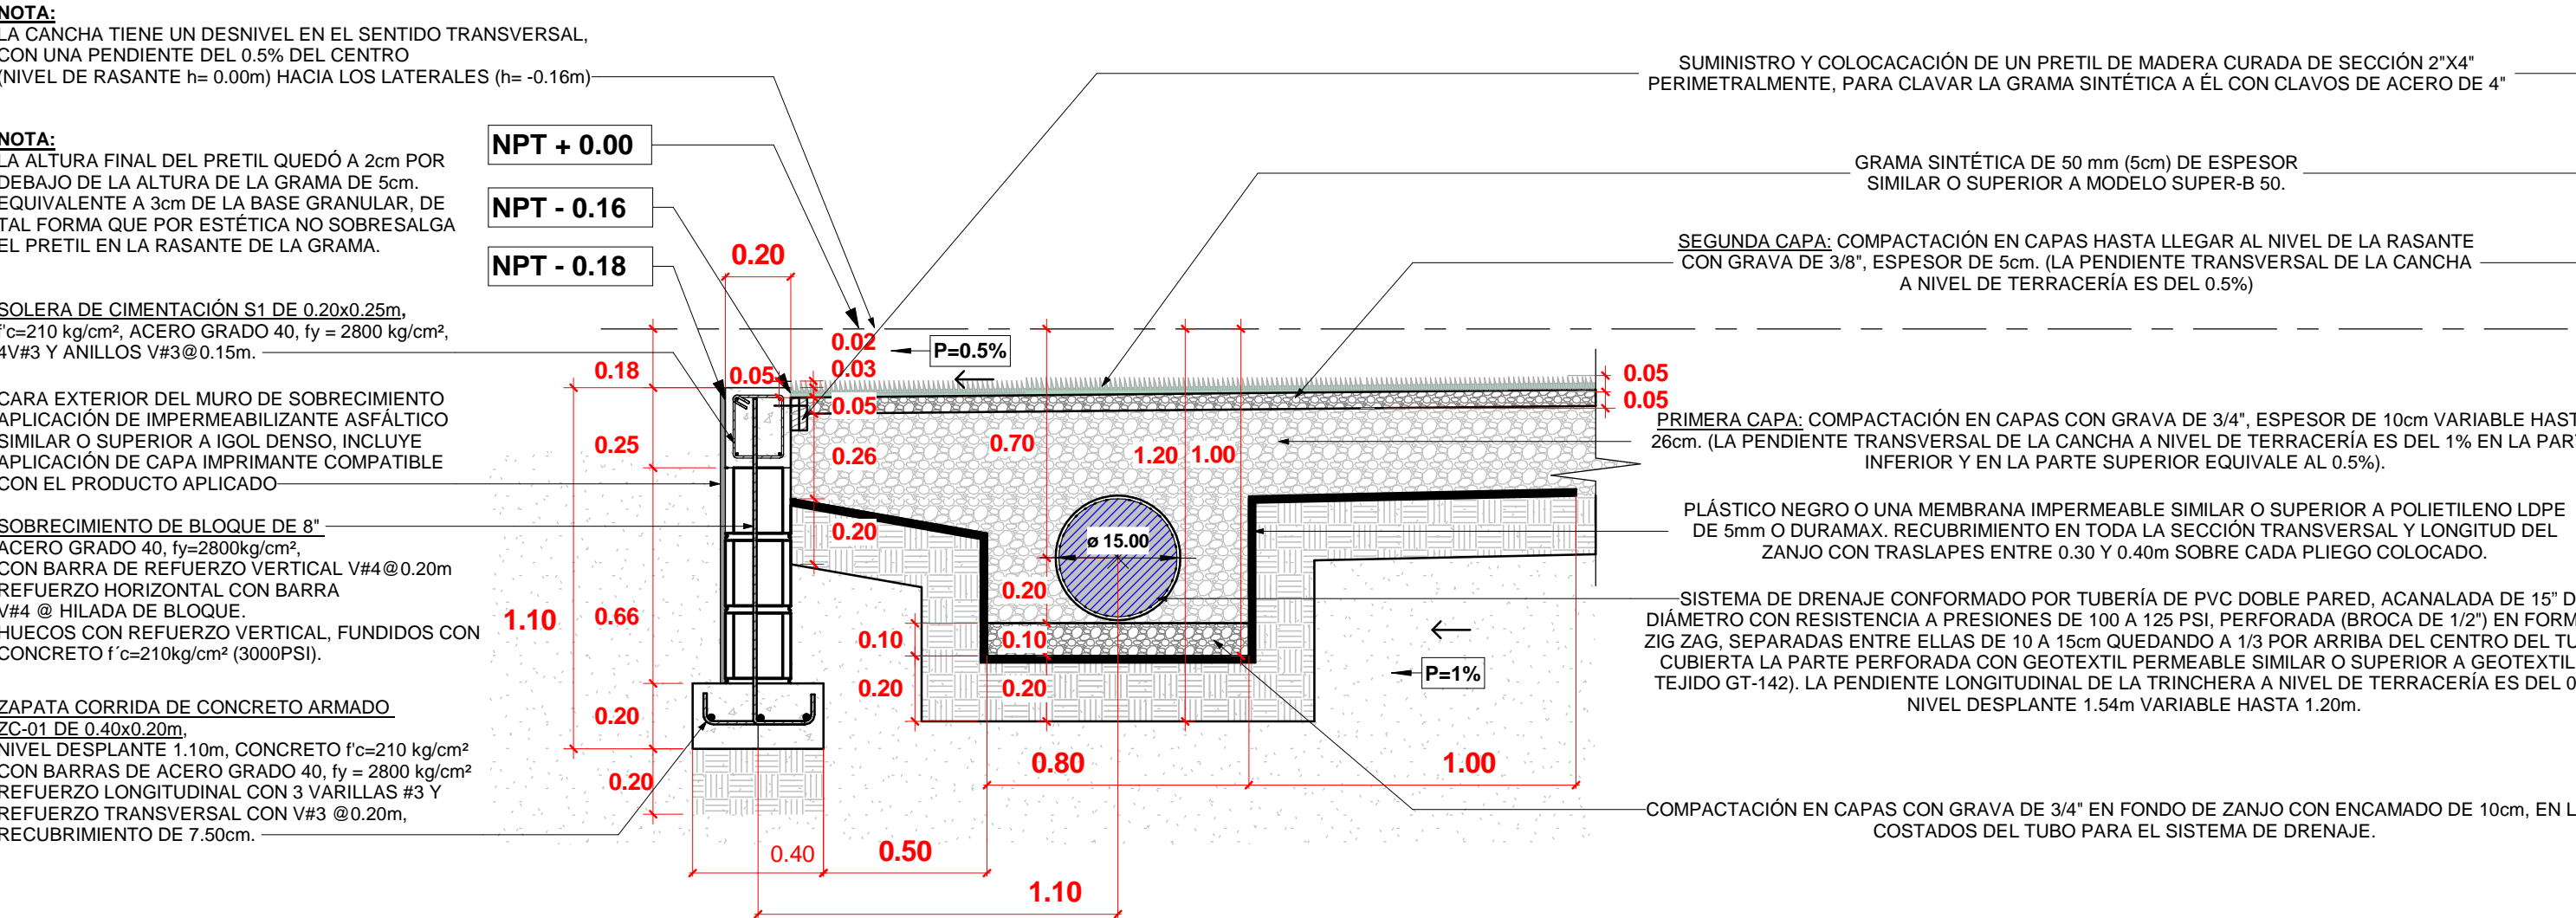 NOTA:
LA CANCHA TIENE UN DESNIVEL EN EL SENTIDO TRANSVERSAL,
CON UNA PENDIENTE DEL 0.5% DEL CENTRO
(NIVEL DE RASANTE h= 0.00m) HACIA LOS LATERALES (h= -0.16m)
NOTA:
LA ALTURA FINAL DEL PRETIL QUEDÓ A 2cm POR
DEBAJO DE LA ALTURA DE LA GRAMA DE 5cm.
EQUIVALENTE A 3cm DE LA BASE GRANULAR, DE
TAL FORMA QUE POR ESTÉTICA NO SOBRESALGA
EL PRETIL EN LA RASANTE DE LA GRAMA.
SOLERA DE CIMENTACIÓN S1 DE 0.20x0.25m,
f'c=210 kg/cm², ACERO GRADO 40, fy = 2800 kg/cm²,
4V#3 Y ANILLOS V#3@0.15m.
CARA EXTERIOR DEL MURO DE SOBRECIMIENTO
APLICACIÓN DE IMPERMEABILIZANTE ASFÁLTICO
SIMILAR O SUPERIOR A IGOL DENSO, INCLUYE
APLICACIÓN DE CAPA IMPRIMANTE COMPATIBLE
CON EL PRODUCTO APLICADO
SOBRECIMIENTO DE BLOQUE DE 8"
ACERO GRADO 40, fy=2800kg/cm²,
CON BARRA DE REFUERZO VERTICAL V#4@0.20m
REFUERZO HORIZONTAL CON BARRA
V#4 @ HILADA DE BLOQUE.
HUECOS CON REFUERZO VERTICAL, FUNDIDOS CON
CONCRETO f´c=210kg/cm² (3000PSI).
ZAPATA CORRIDA DE CONCRETO ARMADO
ZC-01 DE 0.40x0.20m,
NIVEL DESPLANTE 1.10m, CONCRETO f'c=210 kg/cm²
CON BARRAS DE ACERO GRADO 40, fy = 2800 kg/cm²
REFUERZO LONGITUDINAL CON 3 VARILLAS #3 Y
REFUERZO TRANSVERSAL CON V#3 @0.20m,
RECUBRIMIENTO DE 7.50cm.
NPT + 0.00
NPT - 0.16
NPT - 0.18
0.20
0.02
P=0.5%
0.18
0.05
0.03
0.05
0.25
0.26
0.70
1.20
1.00
0.20
ø 15.00
1.10
0.66
0.20
0.10
0.10
0.20
0.20
P=1%
0.20
0.20
0.80
1.00
0.40
0.50
1.10
0.05
0.05
SUMINISTRO Y COLOCACACIÓN DE UN PRETIL DE MADERA CURADA DE SECCIÓN 2"X4"
PERIMETRALMENTE, PARA CLAVAR LA GRAMA SINTÉTICA A ÉL CON CLAVOS DE ACERO DE 4"
GRAMA SINTÉTICA DE 50 mm (5cm) DE ESPESOR
SIMILAR O SUPERIOR A MODELO SUPER-B 50.
SEGUNDA CAPA: COMPACTACIÓN EN CAPAS HASTA LLEGAR AL NIVEL DE LA RASANTE
CON GRAVA DE 3/8", ESPESOR DE 5cm. (LA PENDIENTE TRANSVERSAL DE LA CANCHA
A NIVEL DE TERRACERÍA ES DEL 0.5%)
PRIMERA CAPA: COMPACTACIÓN EN CAPAS CON GRAVA DE 3/4", ESPESOR DE 10cm VARIABLE HAST
26cm. (LA PENDIENTE TRANSVERSAL DE LA CANCHA A NIVEL DE TERRACERÍA ES DEL 1% EN LA PAR
INFERIOR Y EN LA PARTE SUPERIOR EQUIVALE AL 0.5%).
PLÁSTICO NEGRO O UNA MEMBRANA IMPERMEABLE SIMILAR O SUPERIOR A POLIETILENO LDPE
DE 5mm O DURAMAX. RECUBRIMIENTO EN TODA LA SECCIÓN TRANSVERSAL Y LONGITUD DEL
ZANJO CON TRASLAPES ENTRE 0.30 Y 0.40m SOBRE CADA PLIEGO COLOCADO.
SISTEMA DE DRENAJE CONFORMADO POR TUBERÍA DE PVC DOBLE PARED, ACANALADA DE 15” D
DIÁMETRO CON RESISTENCIA A PRESIONES DE 100 A 125 PSI, PERFORADA (BROCA DE 1/2") EN FORM
ZIG ZAG, SEPARADAS ENTRE ELLAS DE 10 A 15cm QUEDANDO A 1/3 POR ARRIBA DEL CENTRO DEL TU
CUBIERTA LA PARTE PERFORADA CON GEOTEXTIL PERMEABLE SIMILAR O SUPERIOR A GEOTEXTIL
TEJIDO GT-142). LA PENDIENTE LONGITUDINAL DE LA TRINCHERA A NIVEL DE TERRACERÍA ES DEL 0
NIVEL DESPLANTE 1.54m VARIABLE HASTA 1.20m.
COMPACTACIÓN EN CAPAS CON GRAVA DE 3/4" EN FONDO DE ZANJO CON ENCAMADO DE 10cm, EN L
COSTADOS DEL TUBO PARA EL SISTEMA DE DRENAJE.